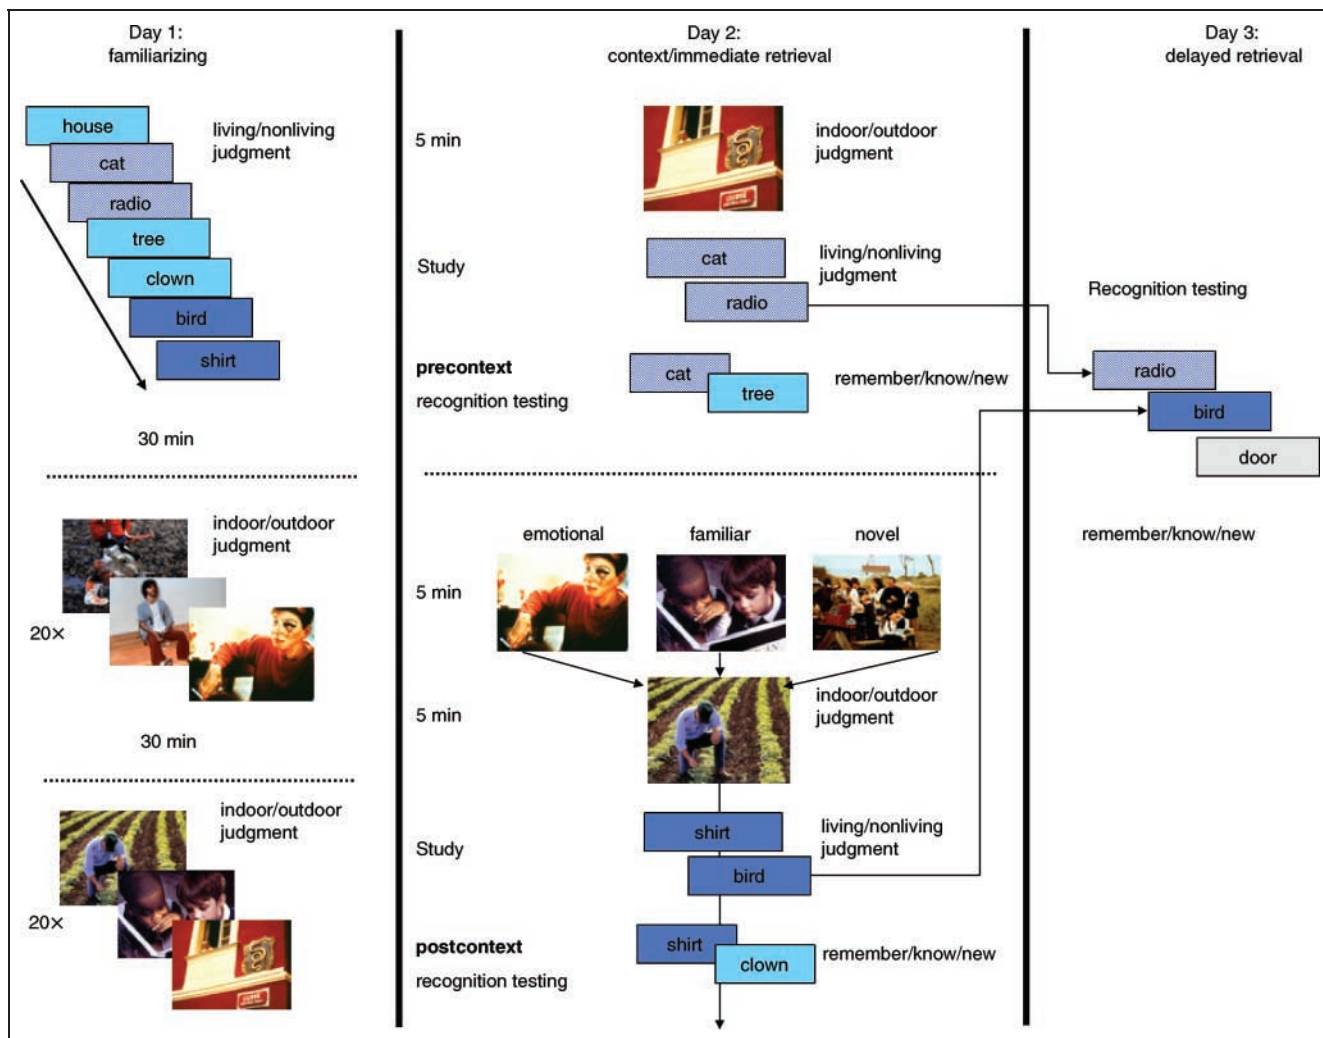 Day 1:
familiarizing
house
living/nonliving
judgment
cat
radio
tree
clown
bird
shirt
30 min
indoor/outdoor
judgment
20×
30 min
indoor/outdoor
judgment
20×
Day 2:
context/immediate retrieval
5 min
indoor/outdoor
judgment
Study
cat
radio
living/nonliving
judgment
precontext
recognition testing
cat
tree
remember/know/new
emotional
familiar
novel
5 min
5 min
indoor/outdoor
judgment
Study
shirt
bird
living/nonliving
judgment
postcontext
recognition testing
shirt
clown
remember/know/new
Day 3:
delayed retrieval
Recognition testing
radio
bird
door
remember/know/new